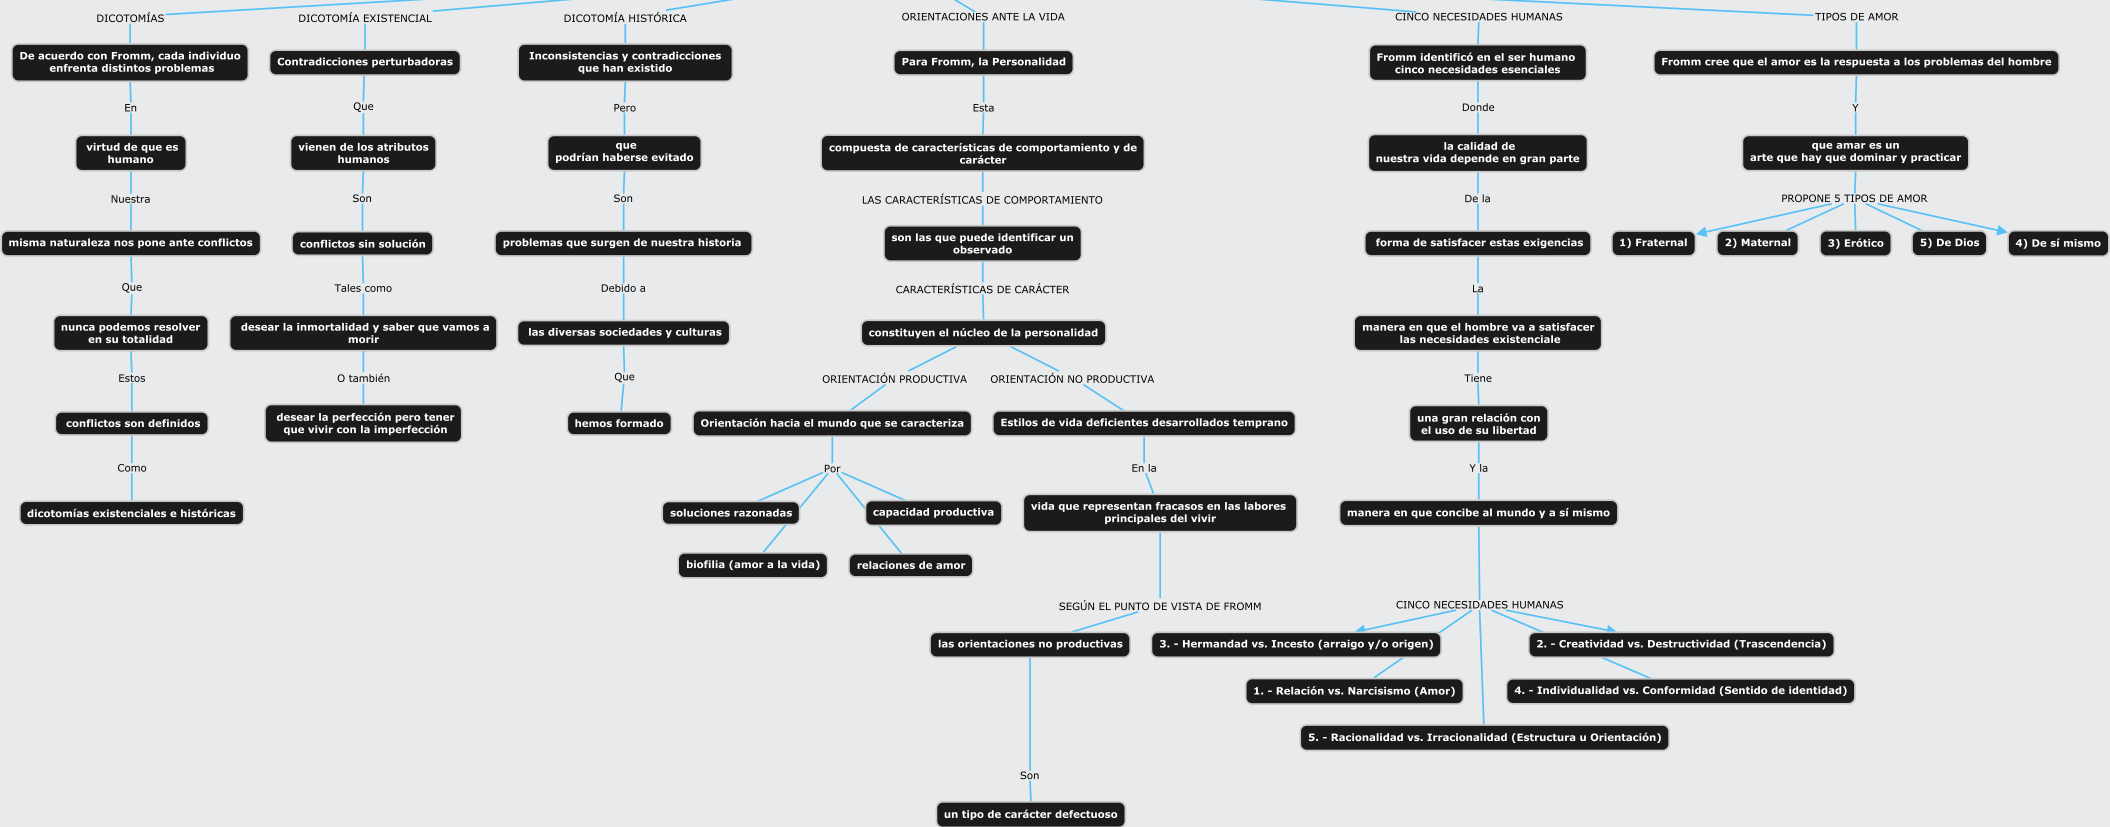 DICOTOMÍAS
De acuerdo con Fromm, cada individuo
enfrenta distintos problemas
En
virtud de que es
humano
Nuestra
misma naturaleza nos pone ante conflictos
Que
nunca podemos resolver
en su totalidad
Estos
conflictos son definidos
Como
dicotomías existenciales e históricas
DICOTOMÍA EXISTENCIAL
Contradicciones perturbadoras
Que
vienen de los atributos
humanos
Son
conflictos sin solución
Tales como
desear la inmortalidad y saber que vamos a
morir
O también
desear la perfección pero tener
que vivir con la imperfección
DICOTOMÍA HISTÓRICA
Inconsistencias y contradicciones
que han existido
Pero
que
podrían haberse evitado
Son
problemas que surgen de nuestra historia
Debido a
las diversas sociedades y culturas
Que
hemos formado
ORIENTACIONES ANTE LA VIDA
Para Fromm, la Personalidad
Esta
compuesta de características de comportamiento y de
carácter
LAS CARACTERÍSTICAS DE COMPORTAMIENTO
son las que puede identificar un
observado
CARACTERÍSTICAS DE CARÁCTER
constituyen el núcleo de la personalidad
ORIENTACIÓN PRODUCTIVA
Orientación hacia el mundo que se caracteriza
Por
soluciones razonadas
capacidad productiva
biofilia (amor a la vida)
relaciones de amor
ORIENTACIÓN NO PRODUCTIVA
Estilos de vida deficientes desarrollados temprano
En la
vida que representan fracasos en las labores
principales del vivir
SEGÚN EL PUNTO DE VISTA DE FROMM
las orientaciones no productivas
Son
un tipo de carácter defectuoso
CINCO NECESIDADES HUMANAS
Fromm identificó en el ser humano
cinco necesidades esenciales
Donde
la calidad de
nuestra vida depende en gran parte
De la
forma de satisfacer estas exigencias
La
manera en que el hombre va a satisfacer
las necesidades existenciale
Tiene
una gran relación con
el uso de su libertad
Y la
manera en que concibe al mundo y a sí mismo
CINCO NECESIDADES HUMANAS
3. - Hermandad vs. Incesto (arraigo y/o origen)
2. - Creatividad vs. Destructividad (Trascendencia)
1. - Relación vs. Narcisismo (Amor)
4. - Individualidad vs. Conformidad (Sentido de identidad)
5. - Racionalidad vs. Irracionalidad (Estructura u Orientación)
TIPOS DE AMOR
Fromm cree que el amor es la respuesta a los problemas del hombre
Y
que amar es un
arte que hay que dominar y practicar
PROPONE 5 TIPOS DE AMOR
1) Fraternal
2) Maternal
3) Erótico
5) De Dios
4) De sí mismo